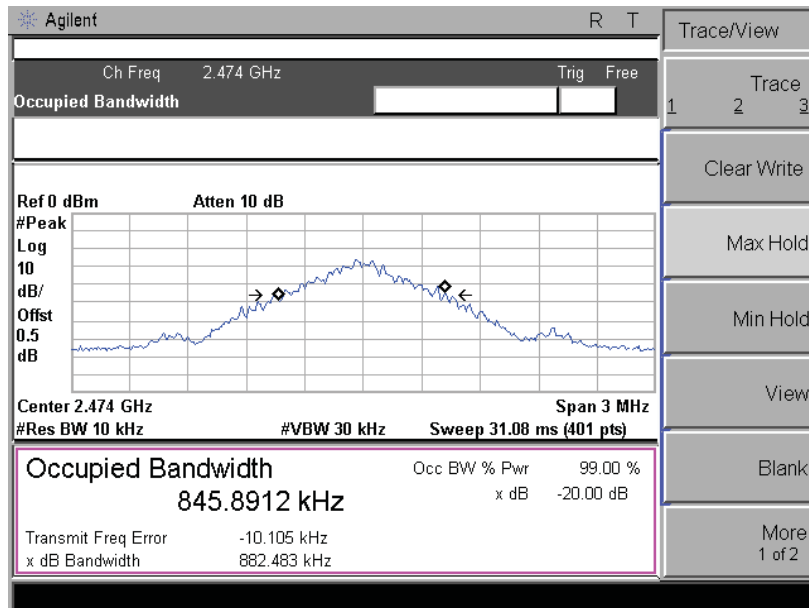 Agilent R T
Ch Freq 2.474 GHz Trig Free
Occupied Bandwidth
Ref 0 dBm Atten 10 dB
#Peak
Log
10
dB/
Offst
0.5
dB
Center 2.474 GHz Span 3 MHz
#Res BW 10 kHz #VBW 30 kHz Sweep 31.08 ms (401 pts)
Occupied Bandwidth
845.8912 kHz
Occ BW % Pwr 99.00 %
x dB -20.00 dB
Transmit Freq Error -10.105 kHz
x dB Bandwidth 882.483 kHz
Trace/View
Trace
1 2 3
Clear Write
Max Hold
Min Hold
View
Blank
More
1 of 2